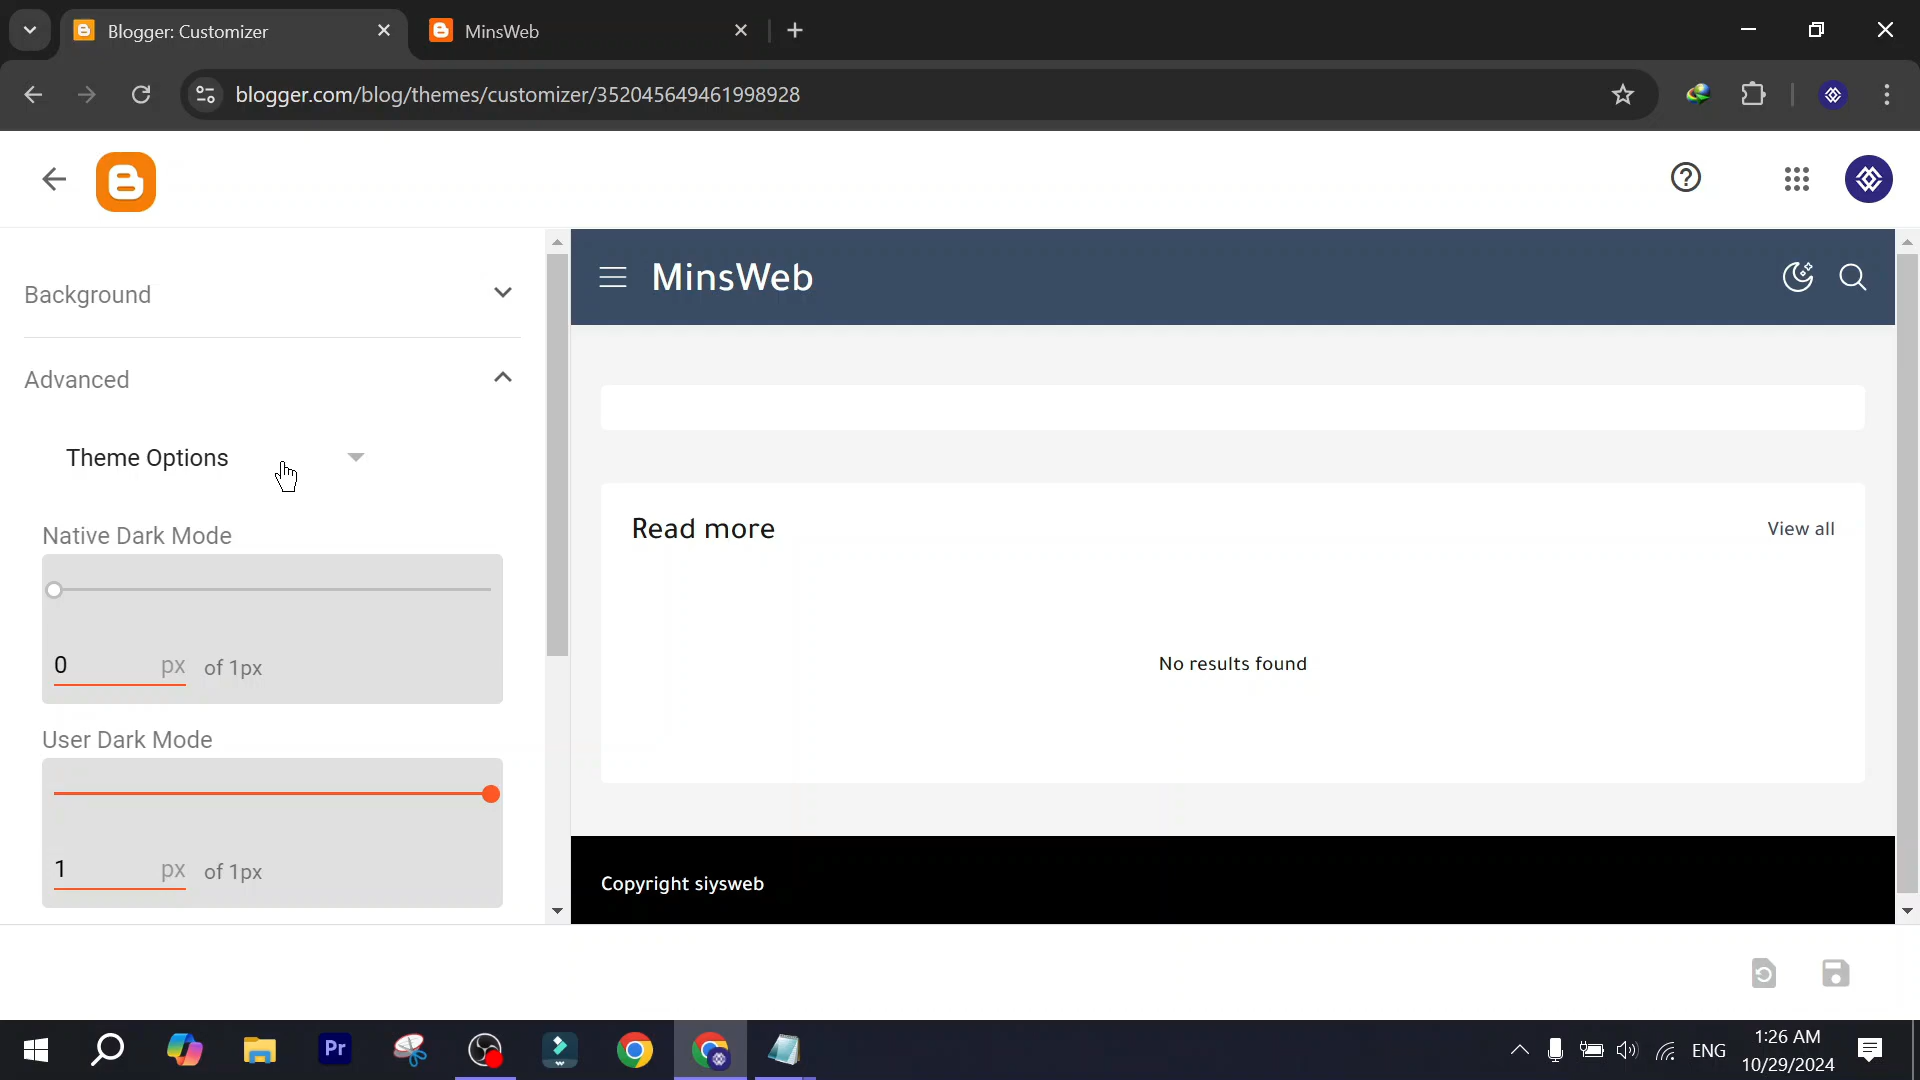 Blogger: Customizer
MinsWeb
blogger.com/blog/themes/customizer/352045649461998928
Background
Advanced
Theme Options
Native Dark Mode
0 px of 1px
User Dark Mode
1 px of 1px
MinsWeb
Read more
View all
No results found
Copyright siysweb
Pr
ENG
1:26 AM
10/29/2024